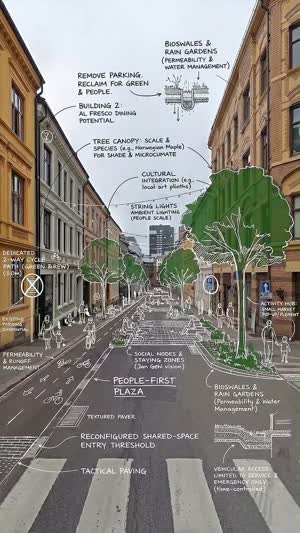 BIOSWALES &
RAIN GARDENS
(PERMEABILITY &
WATER MANAGEMENT)
REMOVE PARKING.
RECLAIM FOR GREEN
& PEOPLE.
BUILDING 2:
AL FRESCO DINING
POTENTIAL
TREE CANOPY: SCALE &
SPECIES (e.g., Norwegian Maple)
FOR SHADE & MICROCLIMATE
CULTURAL
INTEGRATION (e.g.,
local art plinths)
STRING LIGHTS
AMBIENT LIGHTING
(PEOPLE SCALE)
DEDICATED
2-WAY CYCLE
PATH (GREEN &
EXISTING
PARKING
ACTIVITY HUB:
SMALL MARKET
PERMEABILITY &
RUNOFF
MANAGEMENT
SOCIAL NODES &
STAYING ZONES
(Jan Gehl vision)
PEOPLE-FIRST
PLAZA
BIOSWALES &
RAIN GARDENS
(Permeability & Water
Management)
TEXTURED PAVER
RECONFIGURED SHARED-SPACE
ENTRY THRESHOLD
TACTICAL PAVING
VEHICULAR ACCESS
LIMITED TO SERVICE &
EMERGENCY ONLY
(time-controlled)